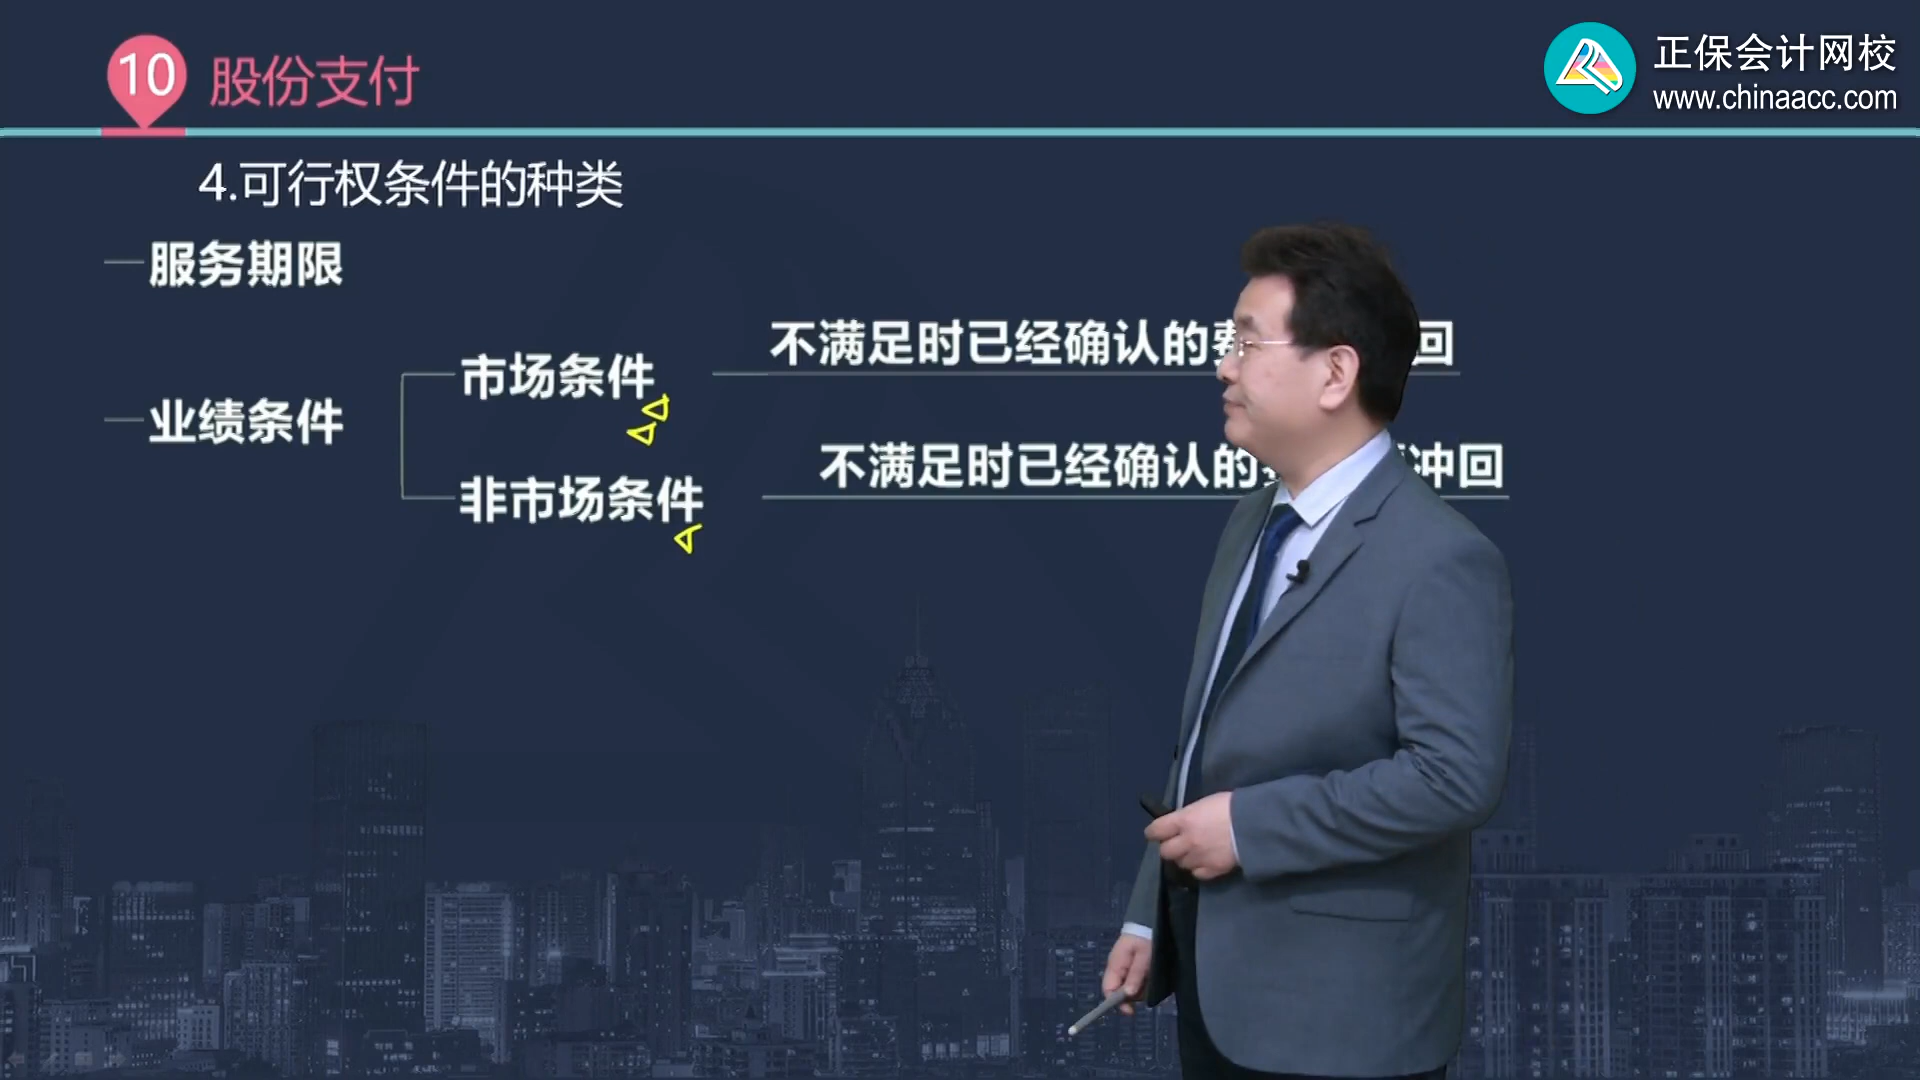 10 股份支付
正保会计网校
www.chinaacc.com
4.可行权条件的种类
服务期限
不满足时已经确认的 回
市场条件
业绩条件
不满足时已经确认的 冲回
非市场条件